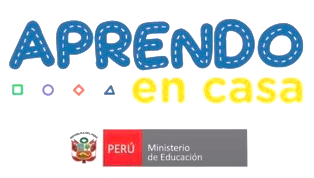 APRENDO
en casa
PERÚ Ministerio
de Educación